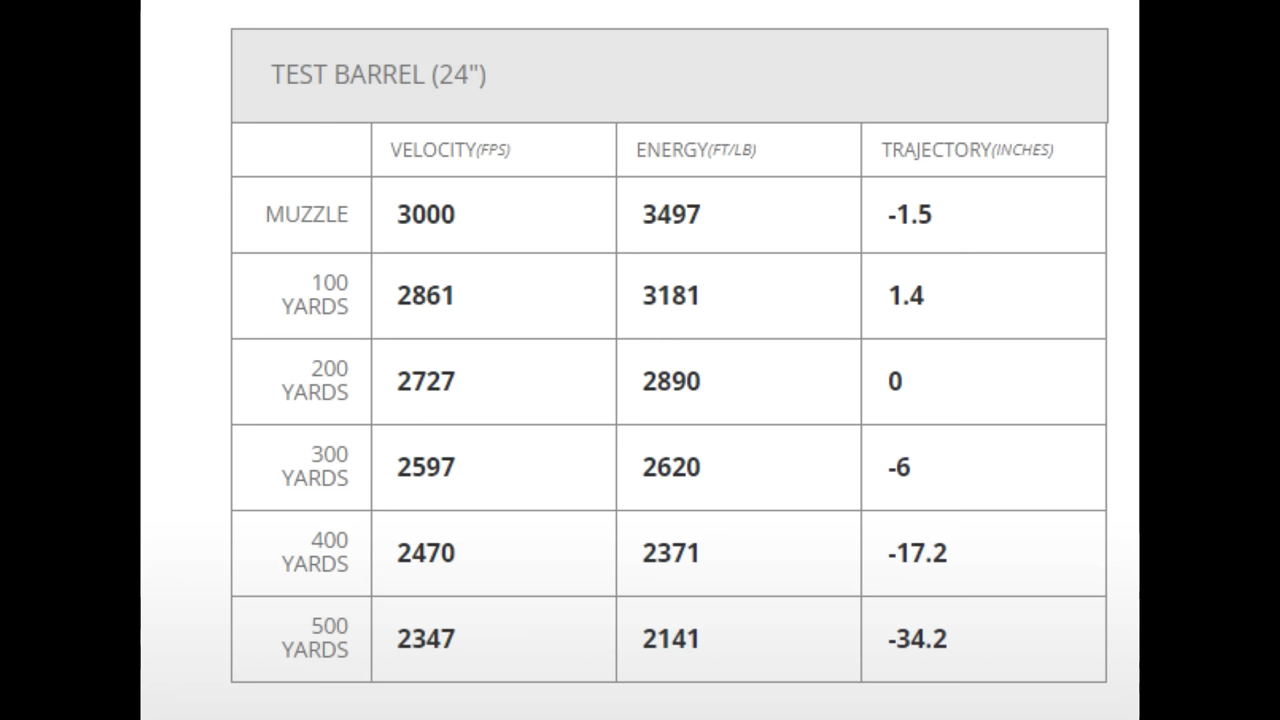 TEST BARREL (24")
VELOCITY(FPS) ENERGY(FT/LB) TRAJECTORY(INCHES)
MUZZLE 3000 3497 -1.5
100
YARDS 2861 3181 1.4
200
YARDS 2727 2890 0
300
YARDS 2597 2620 -6
400
YARDS 2470 2371 -17.2
500
YARDS 2347 2141 -34.2